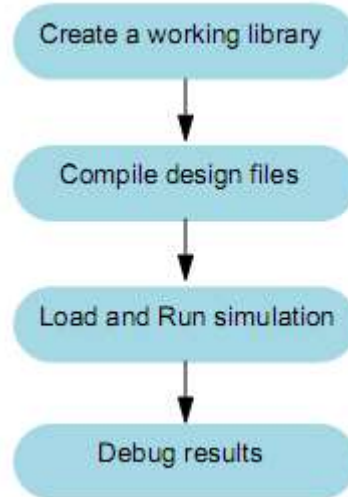 Create a working library
Compile design files
Load and Run simulation
Debug results